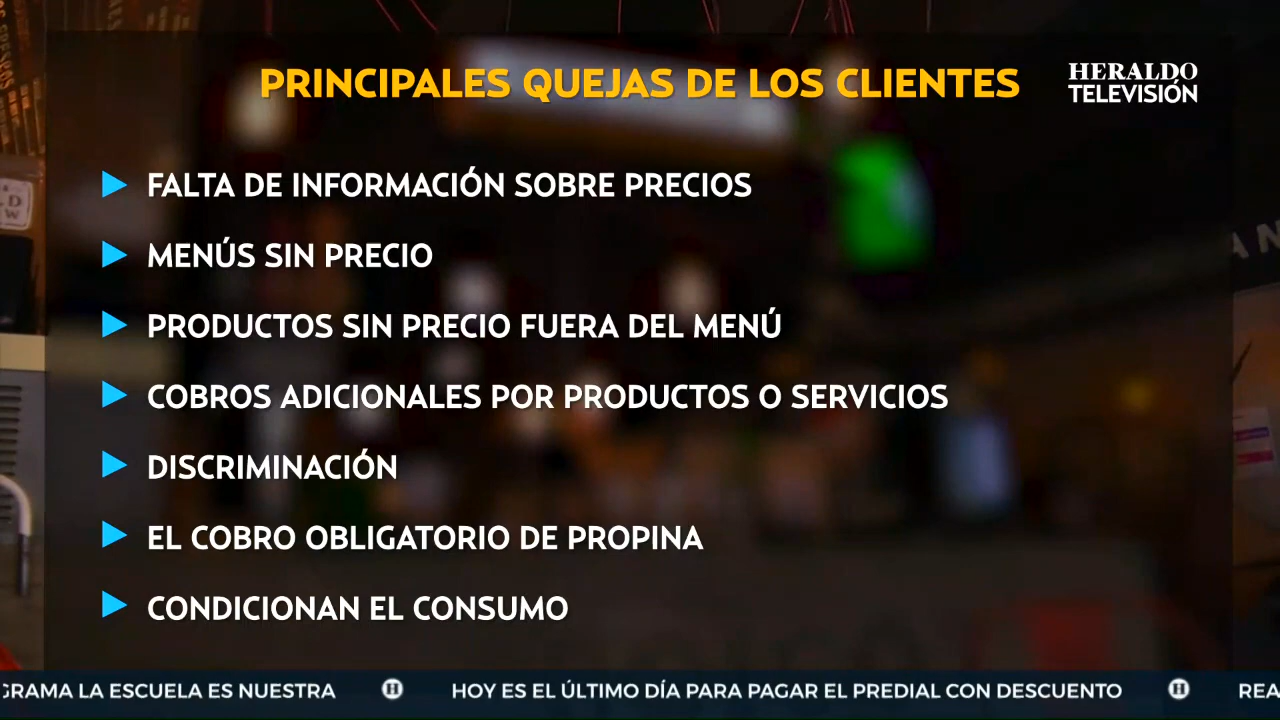 PRINCIPALES QUEJAS DE LOS CLIENTES
HERALDO
TELEVISIÓN
FALTA DE INFORMACIÓN SOBRE PRECIOS
MENÚS SIN PRECIO
PRODUCTOS SIN PRECIO FUERA DEL MENÚ
COBROS ADICIONALES POR PRODUCTOS O SERVICIOS
DISCRIMINACIÓN
EL COBRO OBLIGATORIO DE PROPINA
CONDICIONAN EL CONSUMO
LA ESCUELA ES NUESTRA H HOY ES EL ÚLTIMO DÍA PARA PAGAR EL PREDIAL CON DESCUENTO H